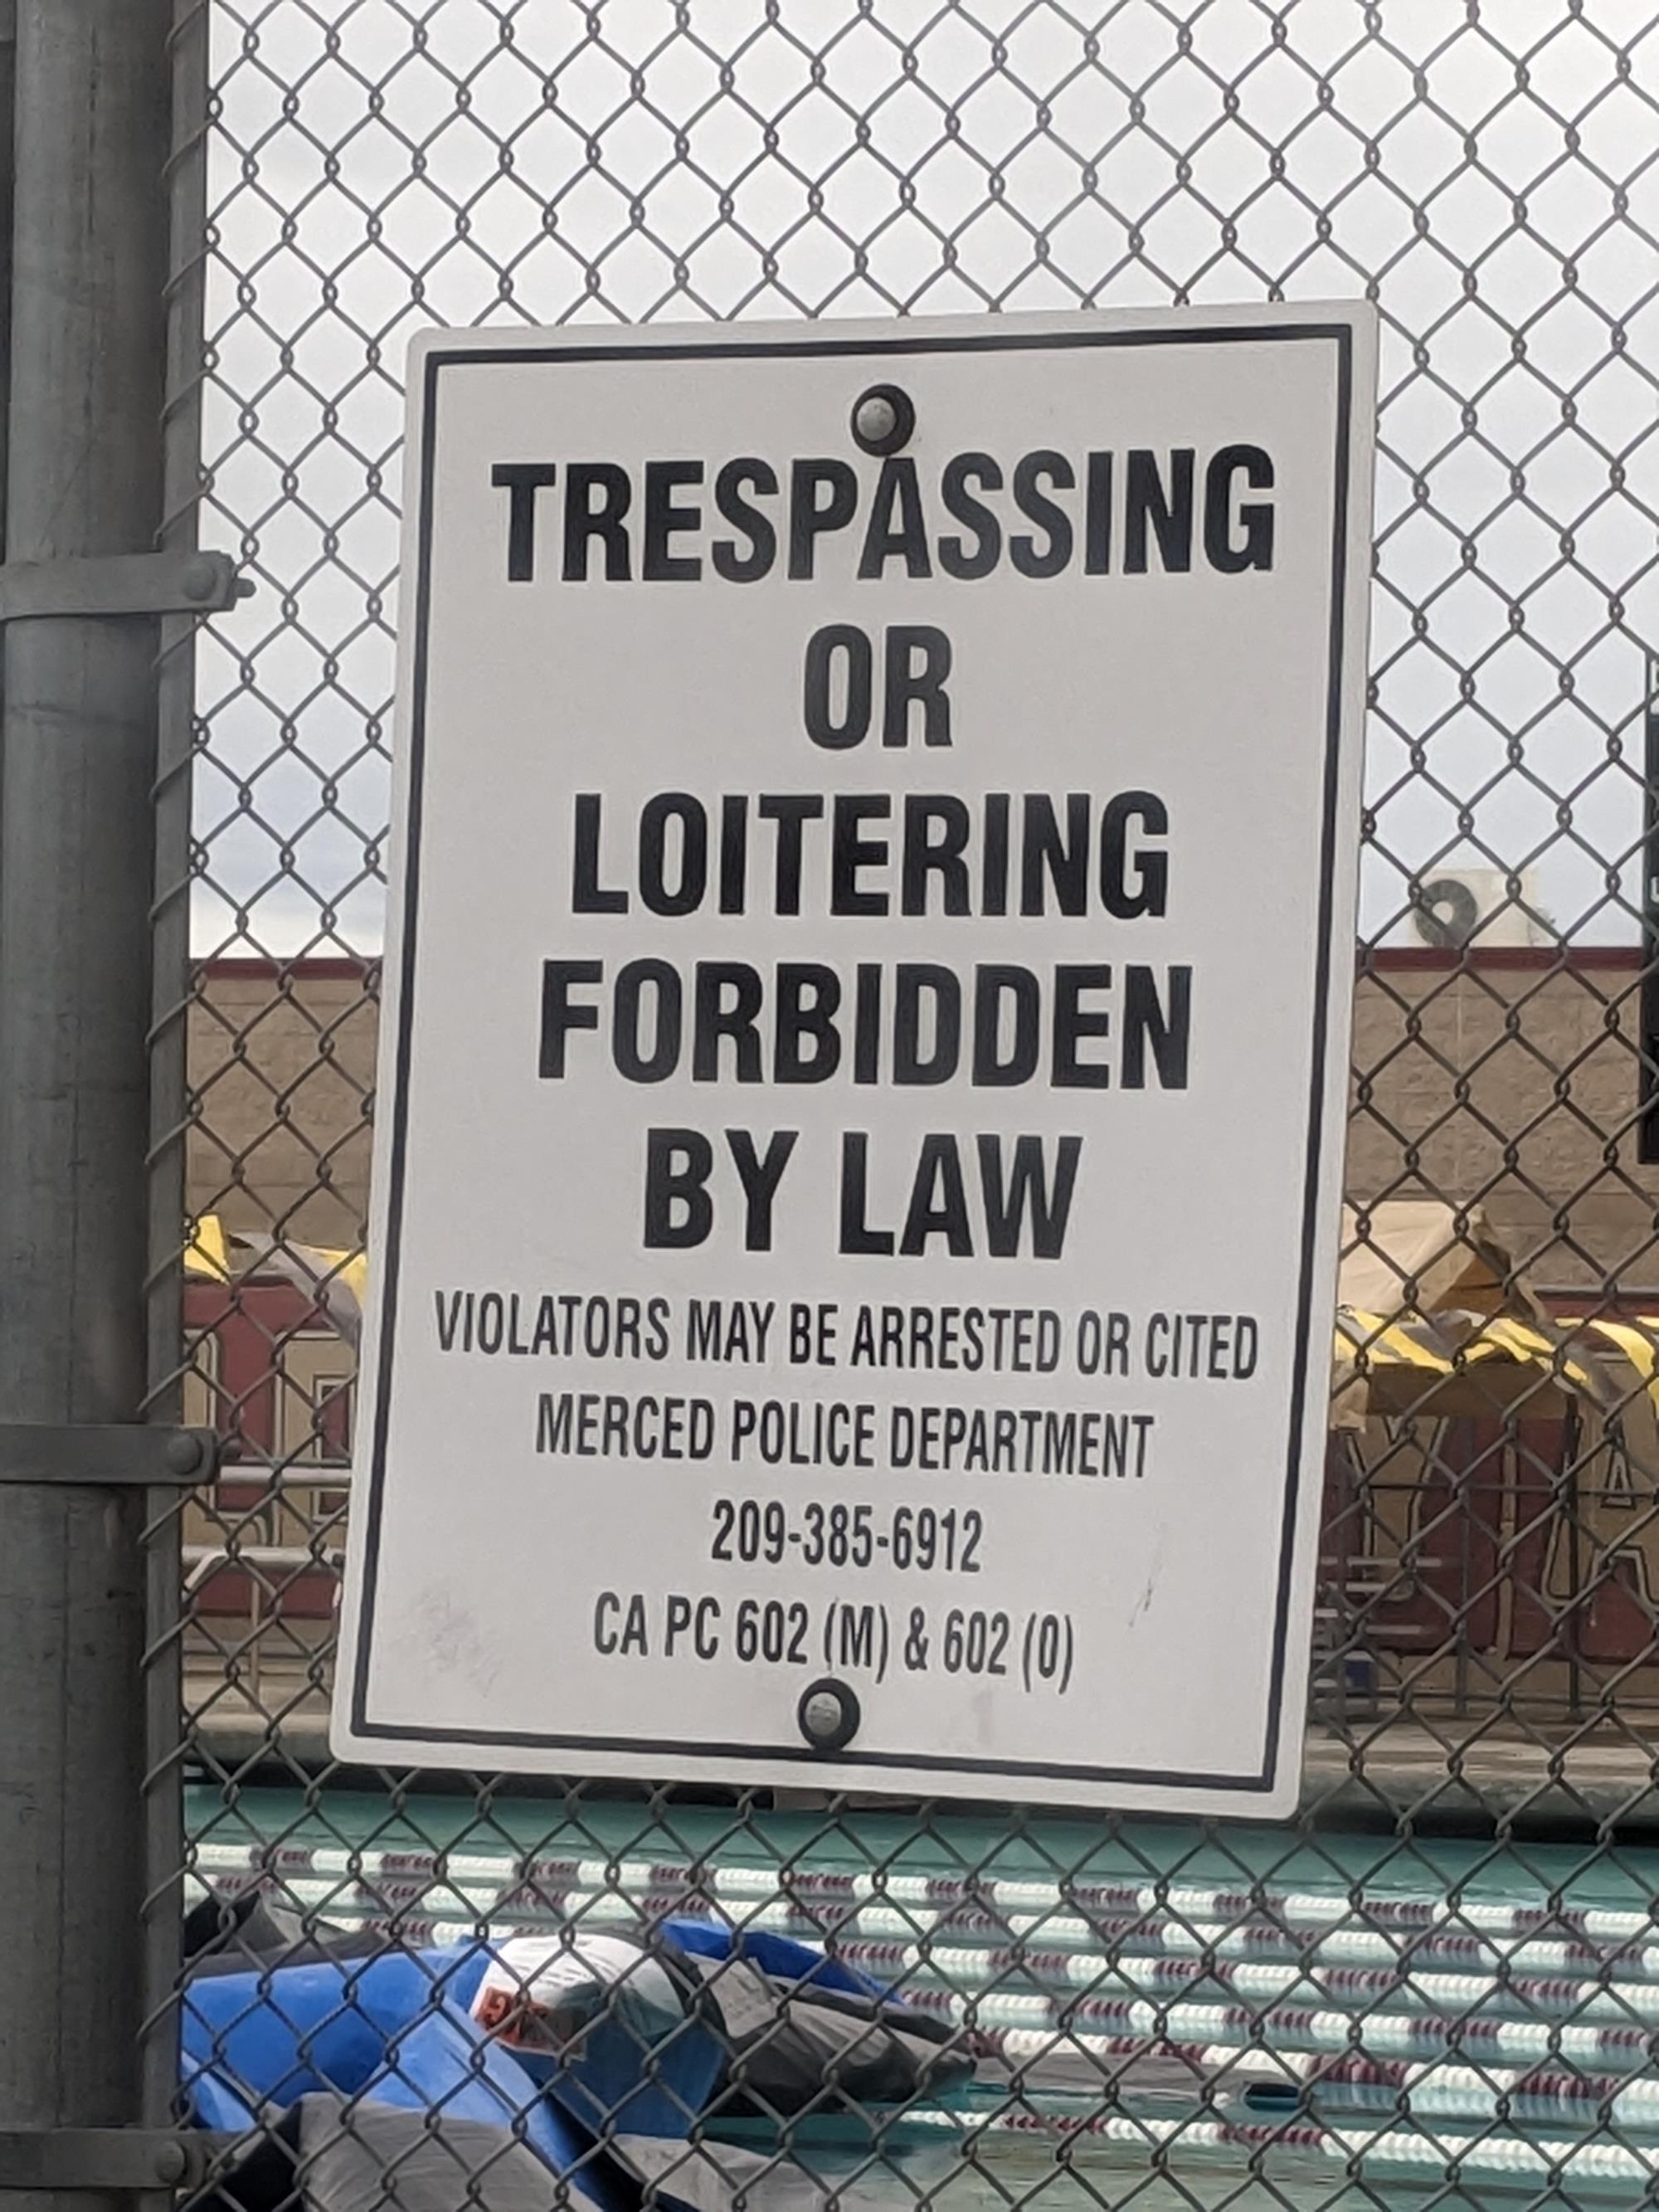 TRESPASSING
OR
LOITERING
FORBIDDEN
BY LAW
VIOLATORS MAY BE ARRESTED OR CITED
MERCED POLICE DEPARTMENT
209-385-6912
CA PC 602 (M) & 602 (O)